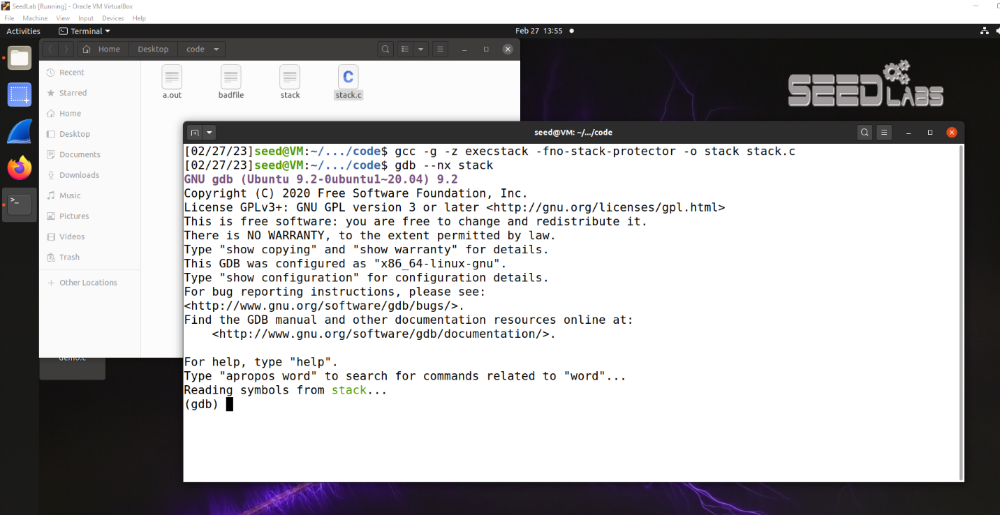 SeedLab [Running] - Oracle VM VirtualBox
File Machine View Input Devices Help
Activities Terminal Feb 27 13:55
Home Desktop code
Recent
Starred
Home
Desktop
Documents
Downloads
Music
Pictures
Videos
Trash
Other Locations
a.out badfile stack stack.c
C
SEED LABS
demo.c
seed@VM: ~/.../code
[02/27/23]seed@VM:~/.../code$ gcc -g -z execstack -fno-stack-protector -o stack stack.c
[02/27/23]seed@VM:~/.../code$ gdb --nx stack
GNU gdb (Ubuntu 9.2-0ubuntu1~20.04) 9.2
Copyright (C) 2020 Free Software Foundation, Inc.
License GPLv3+: GNU GPL version 3 or later <http://gnu.org/licenses/gpl.html>
This is free software: you are free to change and redistribute it.
There is NO WARRANTY, to the extent permitted by law.
Type "show copying" and "show warranty" for details.
This GDB was configured as "x86_64-linux-gnu".
Type "show configuration" for configuration details.
For bug reporting instructions, please see:
<http://www.gnu.org/software/gdb/bugs/>.
Find the GDB manual and other documentation resources online at:
    <http://www.gnu.org/software/gdb/documentation/>.
For help, type "help".
Type "apropos word" to search for commands related to "word"...
Reading symbols from stack...
(gdb)